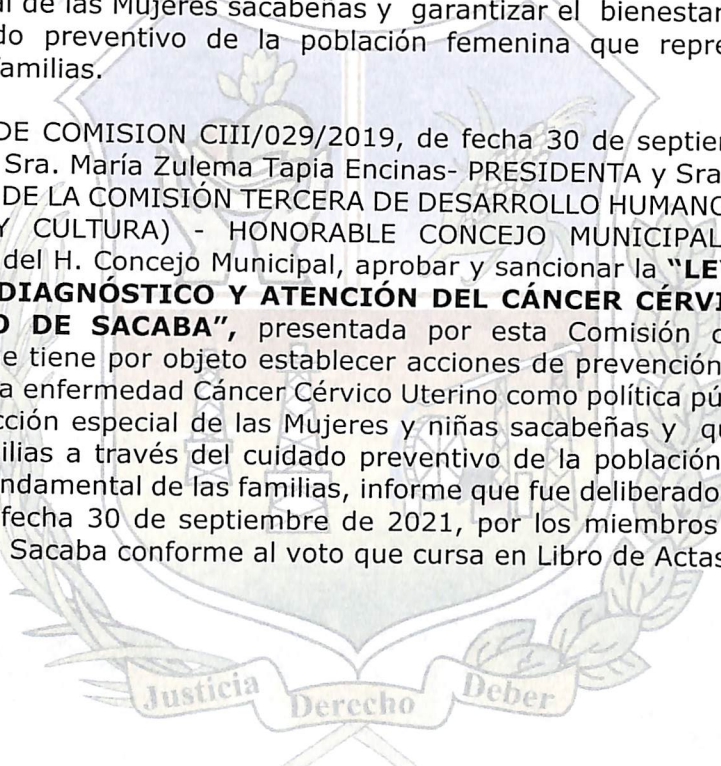 al de las Mujeres sacabeñas y garantizar el bienestar
do preventivo de la población femenina que repre
familias.
DE COMISION CIII/029/2019, de fecha 30 de septie
Sra. María Zulema Tapia Encinas- PRESIDENTA y Sra
DE LA COMISIÓN TERCERA DE DESARROLLO HUMANO
Y CULTURA) - HONORABLE CONCEJO MUNICIPAL
del H. Concejo Municipal, aprobar y sancionar la "LE
DIAGNÓSTICO Y ATENCIÓN DEL CÁNCER CÉRVI
O DE SACABA", presentada por esta Comisión
e tiene por objeto establecer acciones de prevención
a enfermedad Cáncer Cérvico Uterino como política pú
cción especial de las Mujeres y niñas sacabeñas y qu
ilias a través del cuidado preventivo de la población
ndamental de las familias, informe que fue deliberado
fecha 30 de septiembre de 2021, por los miembros
Sacaba conforme al voto que cursa en Libro de Actas
Justicia Derecho Deber